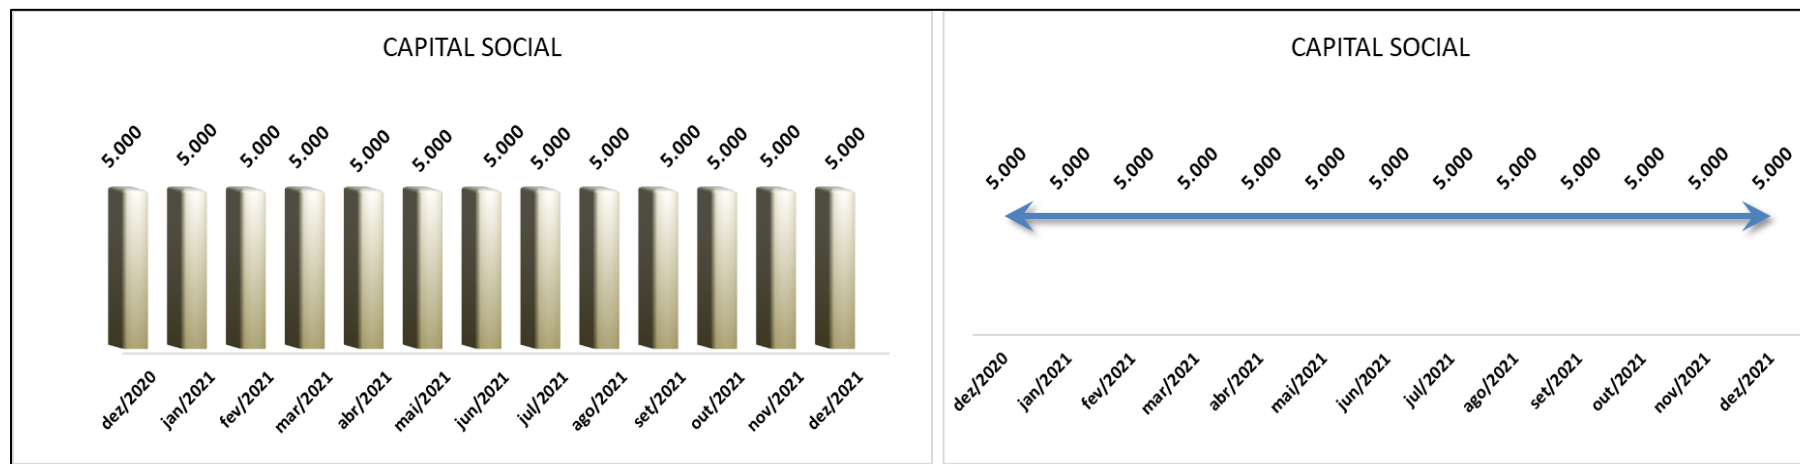 CAPITAL SOCIAL
5.000 5.000 5.000 5.000 5.000 5.000 5.000 5.000 5.000 5.000 5.000 5.000 5.000
dez/2020 jan/2021 fev/2021 mar/2021 abr/2021 mai/2021 jun/2021 jul/2021 ago/2021 set/2021 out/2021 nov/2021 dez/2021
CAPITAL SOCIAL
5.000 5.000 5.000 5.000 5.000 5.000 5.000 5.000 5.000 5.000 5.000 5.000 5.000
dez/2020 jan/2021 fev/2021 mar/2021 abr/2021 mai/2021 jun/2021 jul/2021 ago/2021 set/2021 out/2021 nov/2021 dez/2021